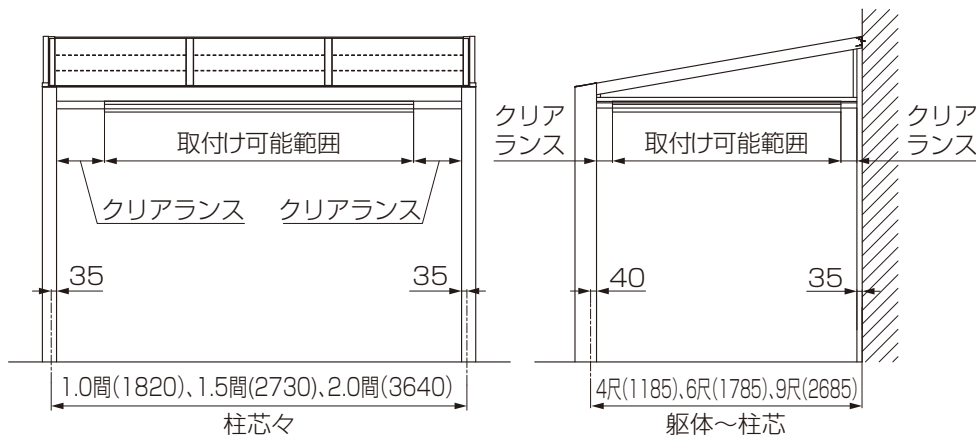 取付け可能範囲
クリアランス
クリアランス
35
35
1.0間(1820)、1.5間(2730)、2.0間(3640)
柱芯々
クリア
ランス
取付け可能範囲
クリア
ランス
40
35
4尺(1185)、6尺(1785)、9尺(2685)
躯体〜柱芯